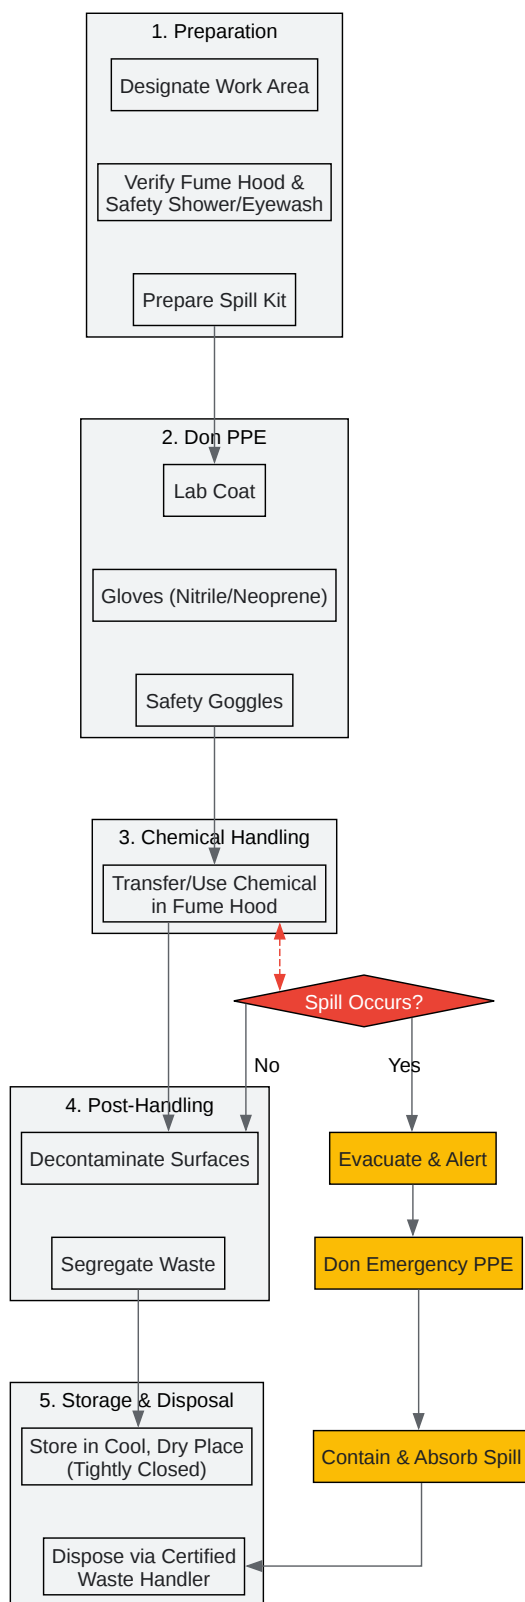 1. Preparation
Designate Work Area
Verify Fume Hood &
Safety Shower/Eyewash
Prepare Spill Kit
2. Don PPE
Lab Coat
Gloves (Nitrile/Neoprene)
Safety Goggles
3. Chemical Handling
Transfer/Use Chemical
in Fume Hood
Spill Occurs?
No
Yes
4. Post-Handling
Decontaminate Surfaces
Evacuate & Alert
Segregate Waste
Don Emergency PPE
5. Storage & Disposal
Store in Cool, Dry Place
(Tightly Closed)
Contain & Absorb Spill
Dispose via Certified
Waste Handler